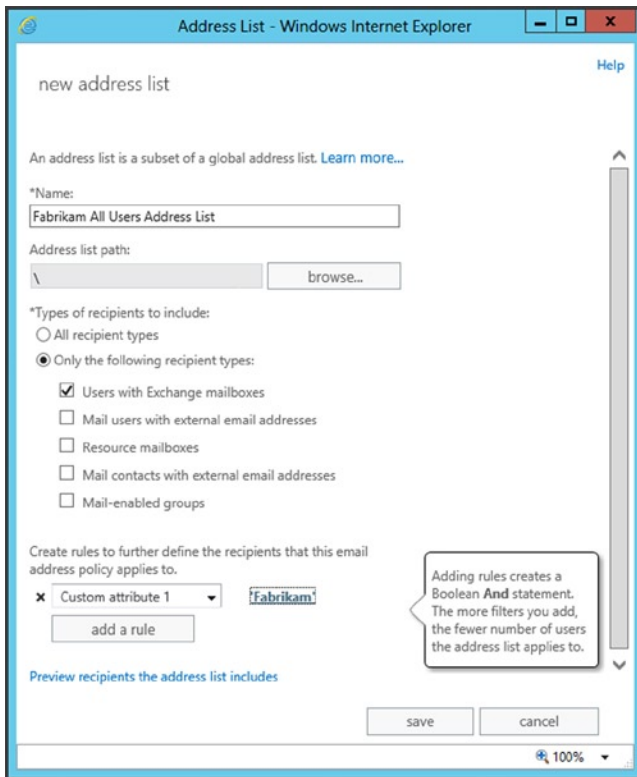 Address List - Windows Internet Explorer
Help
new address list
An address list is a subset of a global address list. Learn more...
*Name:
Fabrikam All Users Address List
Address list path:
\
browse...
*Types of recipients to include:
All recipient types
Only the following recipient types:
Users with Exchange mailboxes
Mail users with external email addresses
Resource mailboxes
Mail contacts with external email addresses
Mail-enabled groups
Create rules to further define the recipients that this email
address policy applies to.
Custom attribute 1 'Fabrikam'
add a rule
Adding rules creates a
Boolean And statement.
The more filters you add,
the fewer number of users
the address list applies to.
Preview recipients the address list includes
save cancel
100%